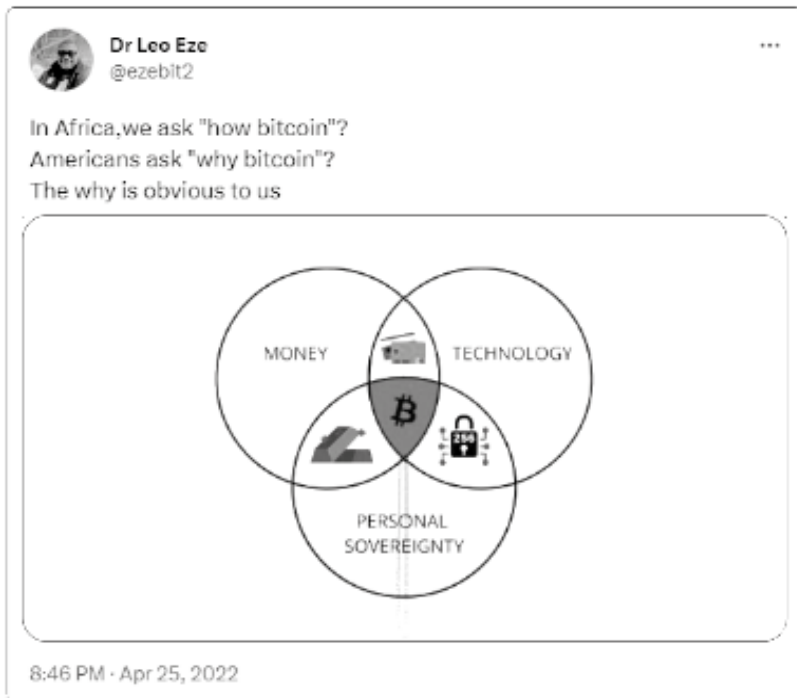 Dr Leo Eze
@ezebit2
In Africa,we ask "how bitcoin"?
Americans ask "why bitcoin"?
The why is obvious to us
MONEY
TECHNOLOGY
256
PERSONAL
SOVEREIGNTY
8:46 PM · Apr 25, 2022